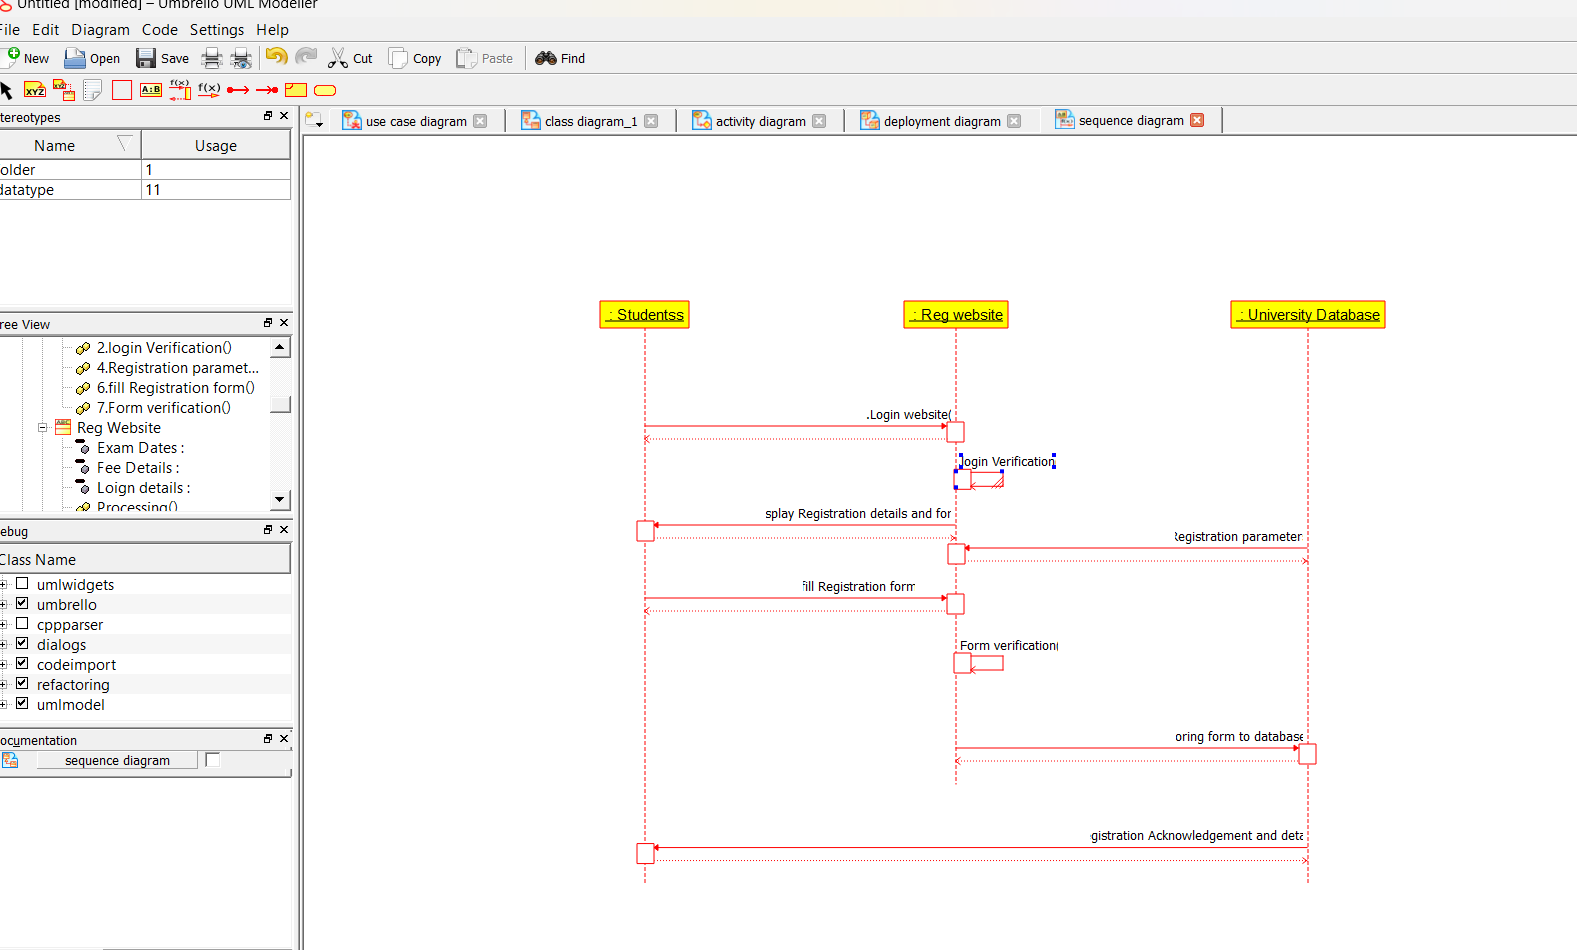 Untitled [modified] – Umbrello UML Modeller
File Edit Diagram Code Settings Help
New Open Save Cut Copy Paste Find
XYZ XYZ A:B f(x) f(x)
tereotypes
use case diagram class diagram_1 activity diagram deployment diagram sequence diagram
Name Usage
older 1
datatype 11
: Studentss : Reg website : University Database
ree View
2.login Verification()
4.Registration paramet...
6.fill Registration form()
7.Form verification()
Reg Website
Exam Dates :
Fee Details :
Loign details :
Processing()
.Login website(
login Verification
splay Registration details and for
Registration parameter
fill Registration form
Form verification(
oring form to database
gistration Acknowledgement and deta
ebug
Class Name
umlwidgets
umbrello
cppparser
dialogs
codeimport
refactoring
umlmodel
ocumentation
sequence diagram